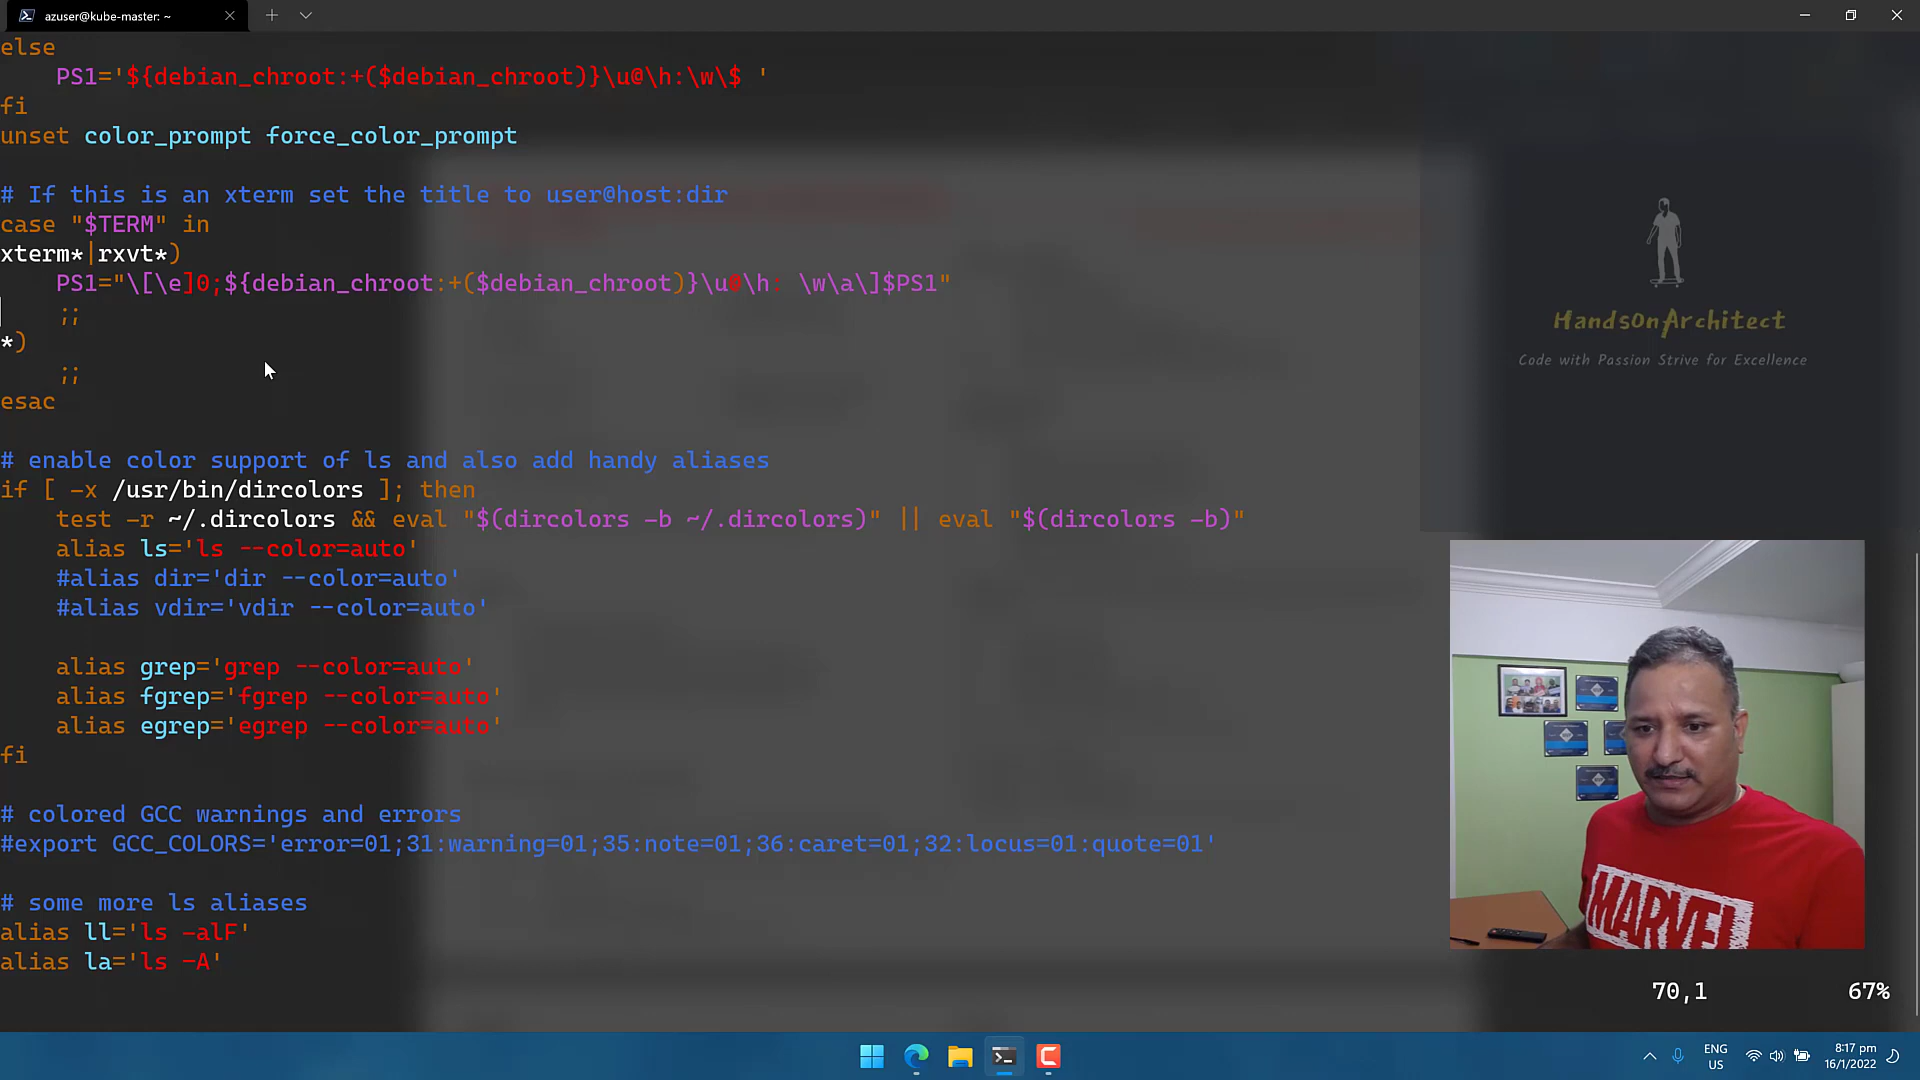 azuser@kube-master: ~
else
PS1='${debian_chroot:+($debian_chroot)}\u@\h:\w\$ '
fi
unset color_prompt force_color_prompt
# If this is an xterm set the title to user@host:dir
case "$TERM" in
xterm*|rxvt*)
PS1="\[\e]0;${debian_chroot:+($debian_chroot)}\u@\h: \w\a\]$PS1"
;;
*)
;;
esac
# enable color support of ls and also add handy aliases
if [ -x /usr/bin/dircolors ]; then
test -r ~/.dircolors && eval "$(dircolors -b ~/.dircolors)" || eval "$(dircolors -b)"
alias ls='ls --color=auto'
#alias dir='dir --color=auto'
#alias vdir='vdir --color=auto'
alias grep='grep --color=auto'
alias fgrep='fgrep --color=auto'
alias egrep='egrep --color=auto'
fi
# colored GCC warnings and errors
#export GCC_COLORS='error=01;31:warning=01;35:note=01;36:caret=01;32:locus=01:quote=01'
# some more ls aliases
alias ll='ls -alF'
alias la='ls -A'
70,1 67%
HandsOnArchitect
Code with Passion Strive for Excellence
MARVEL
ENG
US
8:17 pm
16/1/2022